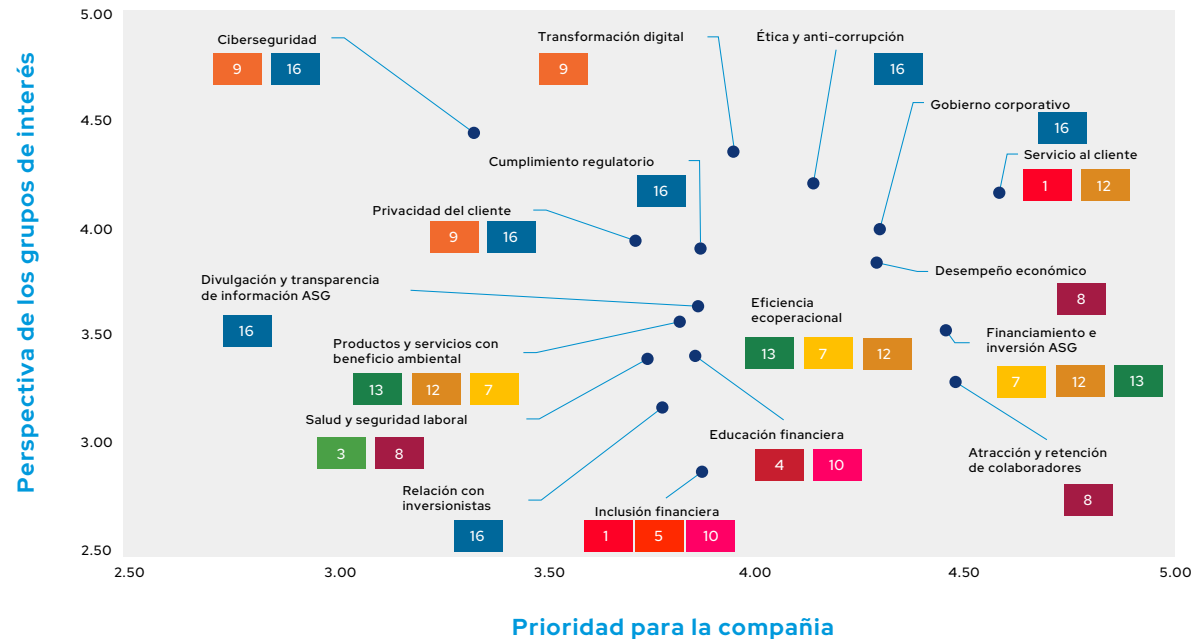 Perspectiva de los grupos de interés
5.00
4.50
4.00
3.50
3.00
2.50
Ciberseguridad
9 16
Transformación digital
9
Ética y anti-corrupción
16
Gobierno corporativo
16
Servicio al cliente
1 12
Cumplimiento regulatorio
16
Privacidad del cliente
9 16
Desempeño económico
8
Divulgación y transparencia
de información ASG
16
Eficiencia
ecoperacional
13 7 12
Financiamiento e
inversión ASG
7 12 13
Productos y servicios con
beneficio ambiental
13 12 7
Salud y seguridad laboral
3 8
Educación financiera
4 10
Atracción y retención
de colaboradores
8
Relación con
inversionistas
16
Inclusión financiera
1 5 10
2.50 3.00 3.50 4.00 4.50 5.00
Prioridad para la compañia